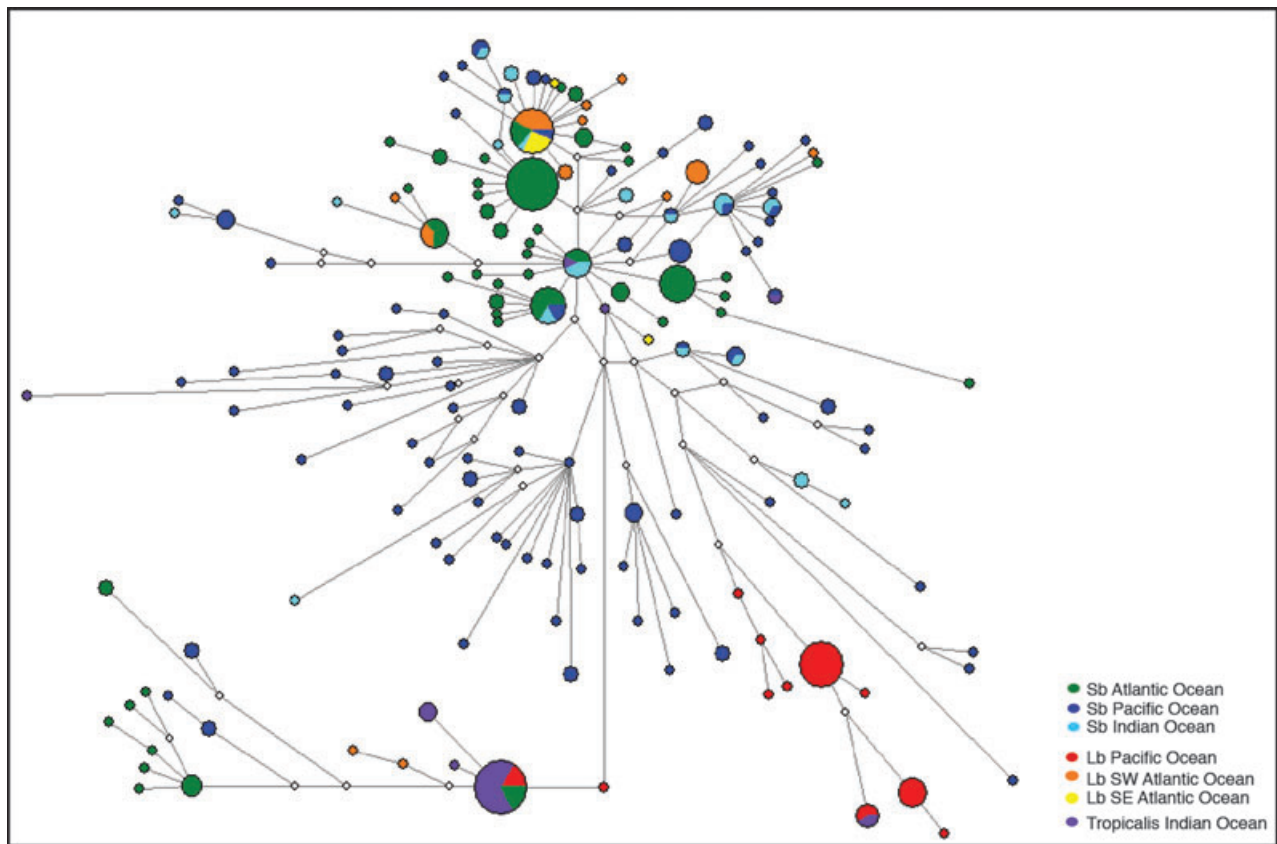 Sb Atlantic Ocean
Sb Pacific Ocean
Sb Indian Ocean
Lb Pacific Ocean
Lb SW Atlantic Ocean
Lb SE Atlantic Ocean
Tropicalis Indian Ocean